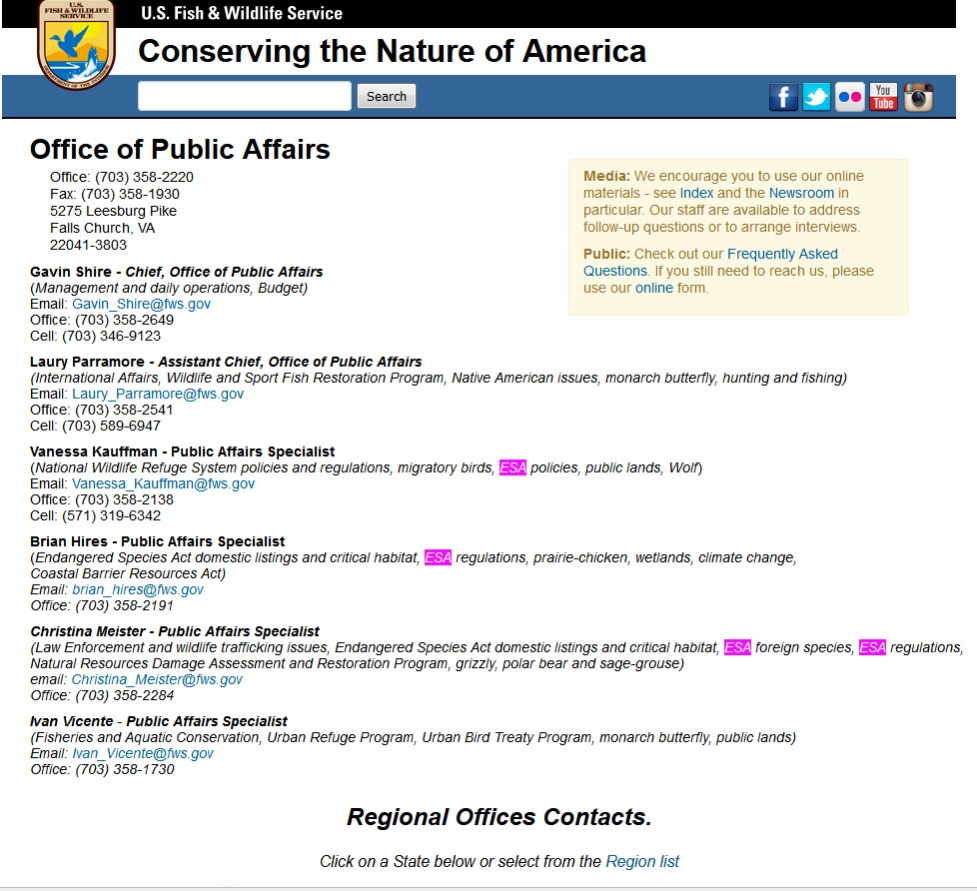 U.S.
FISH & WILDLIFE
SERVICE
DEPARTMENT OF THE INTERIOR
U.S. Fish & Wildlife Service
Conserving the Nature of America
Search
f
You
Tube
Office of Public Affairs
Office: (703) 358-2220
Fax: (703) 358-1930
5275 Leesburg Pike
Falls Church, VA
22041-3803
Media: We encourage you to use our online
materials - see Index and the Newsroom in
particular. Our staff are available to address
follow-up questions or to arrange interviews.
Public: Check out our Frequently Asked
Questions. If you still need to reach us, please
use our online form.
Gavin Shire - Chief, Office of Public Affairs
(Management and daily operations, Budget)
Email: Gavin_Shire@fws.gov
Office: (703) 358-2649
Cell: (703) 346-9123
Laury Parramore - Assistant Chief, Office of Public Affairs
(International Affairs, Wildlife and Sport Fish Restoration Program, Native American issues, monarch butterfly, hunting and fishing)
Email: Laury_Parramore@fws.gov
Office: (703) 358-2541
Cell: (703) 589-6947
Vanessa Kauffman - Public Affairs Specialist
(National Wildlife Refuge System policies and regulations, migratory birds, ESA policies, public lands, Wolf)
Email: Vanessa_Kauffman@fws.gov
Office: (703) 358-2138
Cell: (571) 319-6342
Brian Hires - Public Affairs Specialist
(Endangered Species Act domestic listings and critical habitat, ESA regulations, prairie-chicken, wetlands, climate change,
Coastal Barrier Resources Act)
Email: brian_hires@fws.gov
Office: (703) 358-2191
Christina Meister - Public Affairs Specialist
(Law Enforcement and wildlife trafficking issues, Endangered Species Act domestic listings and critical habitat, ESA foreign species, ESA regulations,
Natural Resources Damage Assessment and Restoration Program, grizzly, polar bear and sage-grouse)
email: Christina_Meister@fws.gov
Office: (703) 358-2284
Ivan Vicente - Public Affairs Specialist
(Fisheries and Aquatic Conservation, Urban Refuge Program, Urban Bird Treaty Program, monarch butterfly, public lands)
Email: Ivan_Vicente@fws.gov
Office: (703) 358-1730
Regional Offices Contacts.
Click on a State below or select from the Region list